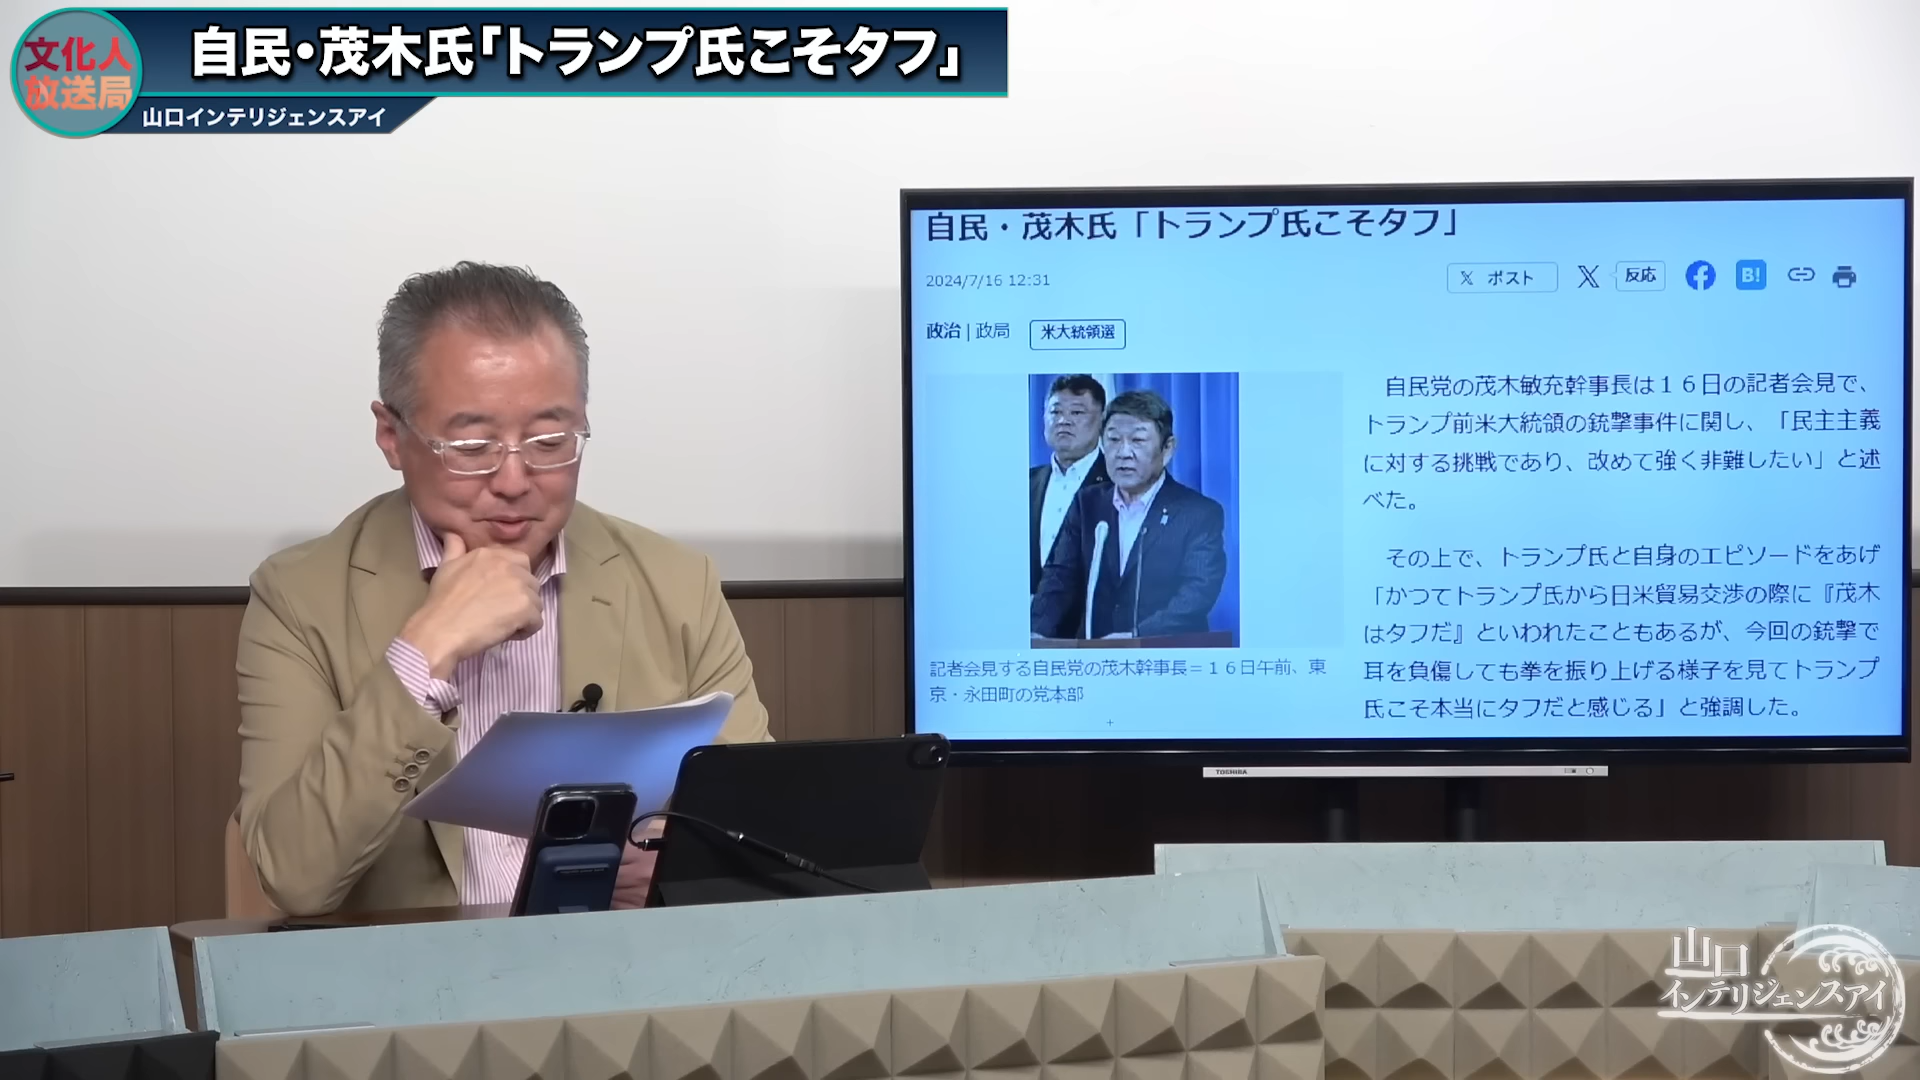 文化人
放送局
自民・茂木氏「トランプ氏こそタフ」
山口インテリジェンスアイ
自民・茂木氏「トランプ氏こそタフ」
2024/7/16 12:31
X ポスト
X 反応
B!
政治 | 政局
米大統領選
記者会見する自民党の茂木幹事長＝１６日午前、東
京・永田町の党本部
自民党の茂木敏充幹事長は１６日の記者会見で、
トランプ前米大統領の銃撃事件に関し、「民主主義
に対する挑戦であり、改めて強く非難したい」と述
べた。
その上で、トランプ氏と自身のエピソードをあげ
「かつてトランプ氏から日米貿易交渉の際に『茂木
はタフだ』といわれたこともあるが、今回の銃撃で
耳を負傷しても拳を振り上げる様子を見てトランプ
氏こそ本当にタフだと感じる」と強調した。
TOSHIBA
山口
インテリジェンスアイ